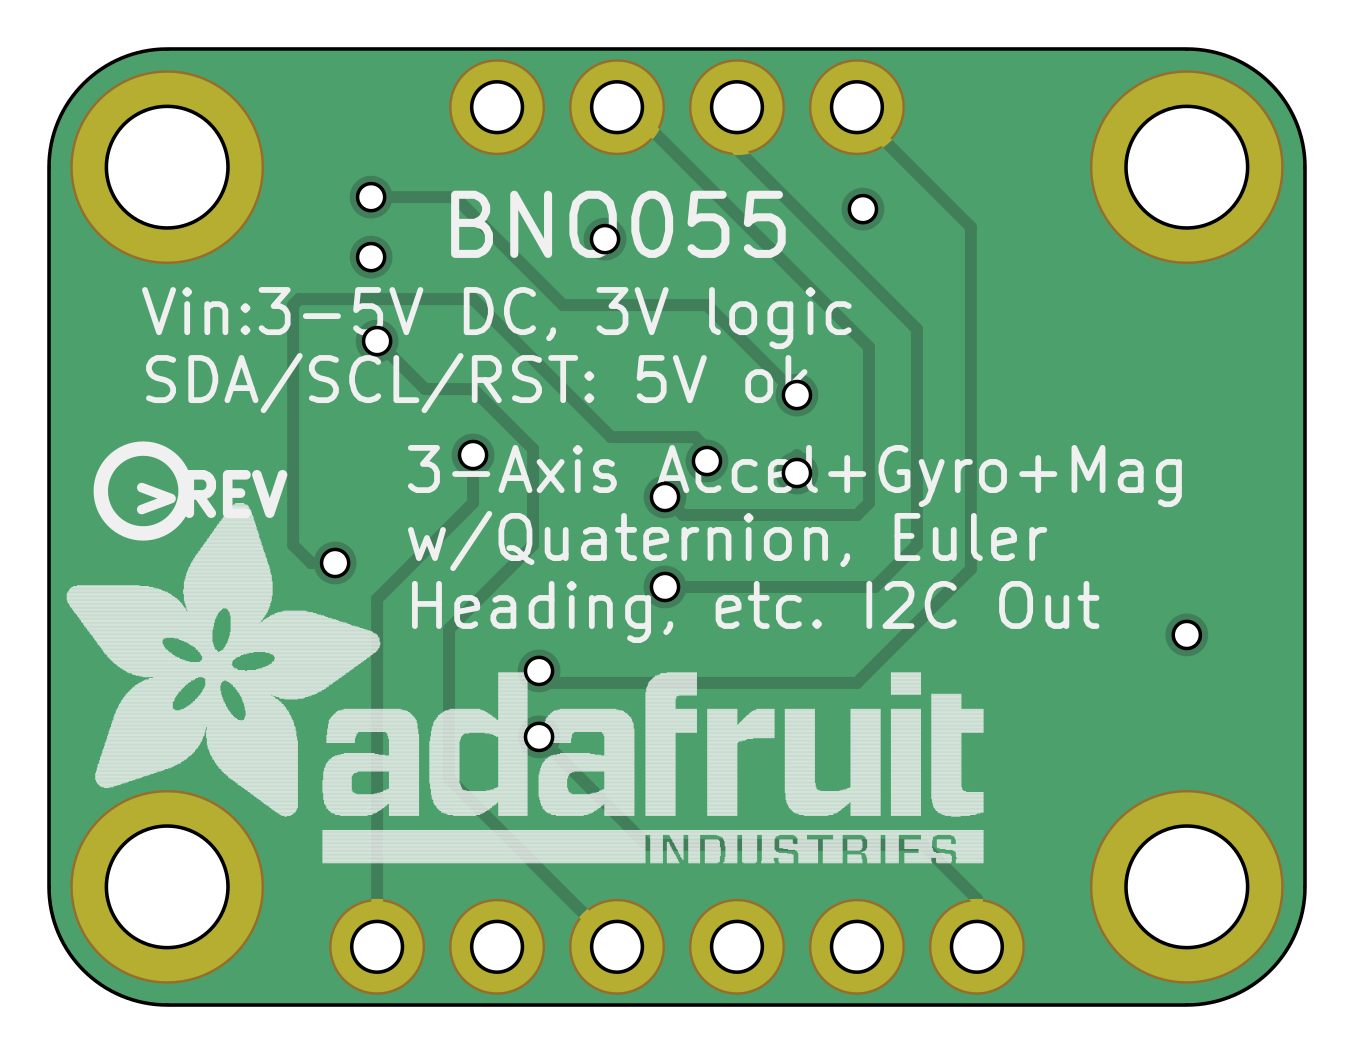 BNO055
Vin:3-5V DC, 3V logic
SDA/SCL/RST: 5V ok
>REV
3-Axis Accel+Gyro+Mag
w/Quaternion, Euler
Heading, etc. I2C Out
adafruit
INDUSTRIES